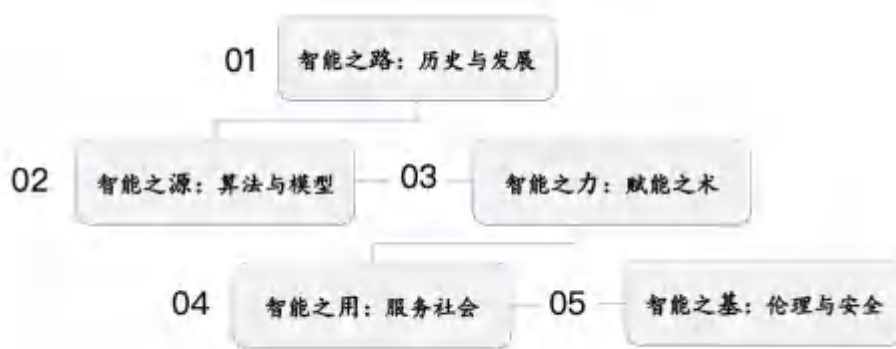 01 智能之路：历史与发展
02 智能之源：算法与模型
03 智能之力：赋能之术
04 智能之用：服务社会
05 智能之基：伦理与安全